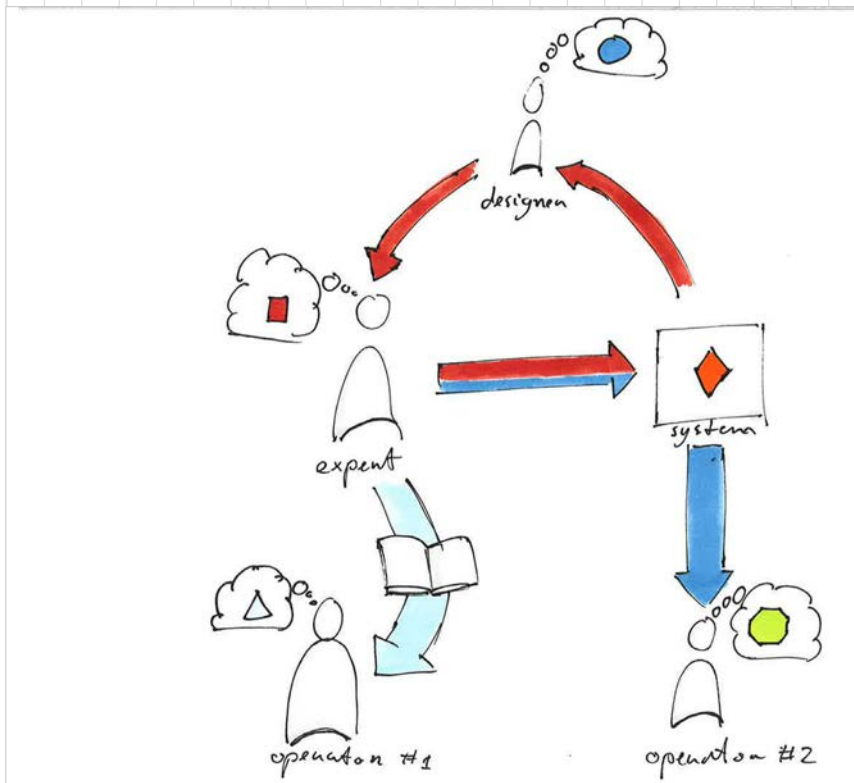 designer
expert
system
operator #1
operator #2